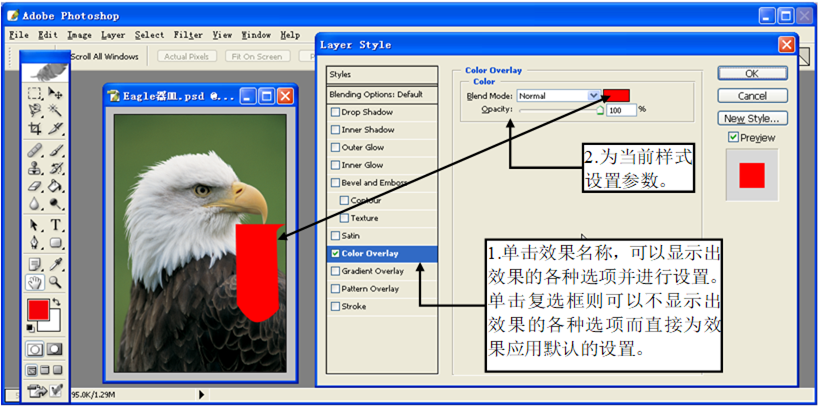 Adobe Photoshop
File Edit Image Layer Select Filter View Window Help
Scroll All Windows
Actual Pixels
Fit On Screen
P
Eagle器皿.psd @...
95.0K/1.29M
Layer Style
Styles
Blending Options: Default
Drop Shadow
Inner Shadow
Outer Glow
Inner Glow
Bevel and Emboss
Contour
Texture
Satin
Color Overlay
Gradient Overlay
Pattern Overlay
Stroke
Color Overlay
Color
Blend Mode: Normal
Opacity: 100 %
OK
Cancel
New Style...
Preview
2.为当前样式
设置参数。
1.单击效果名称，可以显示出
效果的各种选项并进行设置。
单击复选框则可以不显示出
效果的各种选项而直接为效
果应用默认的设置。